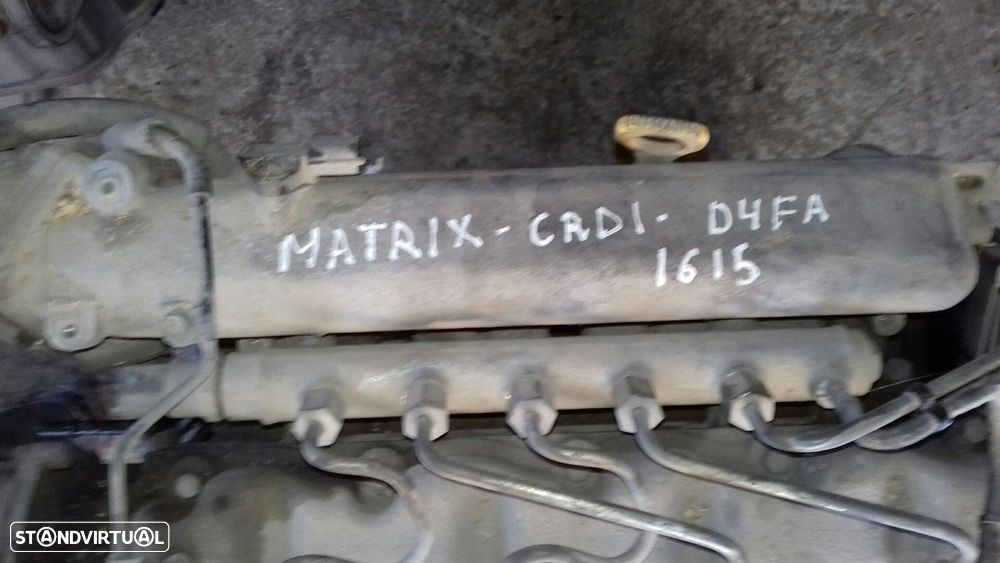 MATRIX - CRDI - D4FA
1615
STANDVIRTUAL